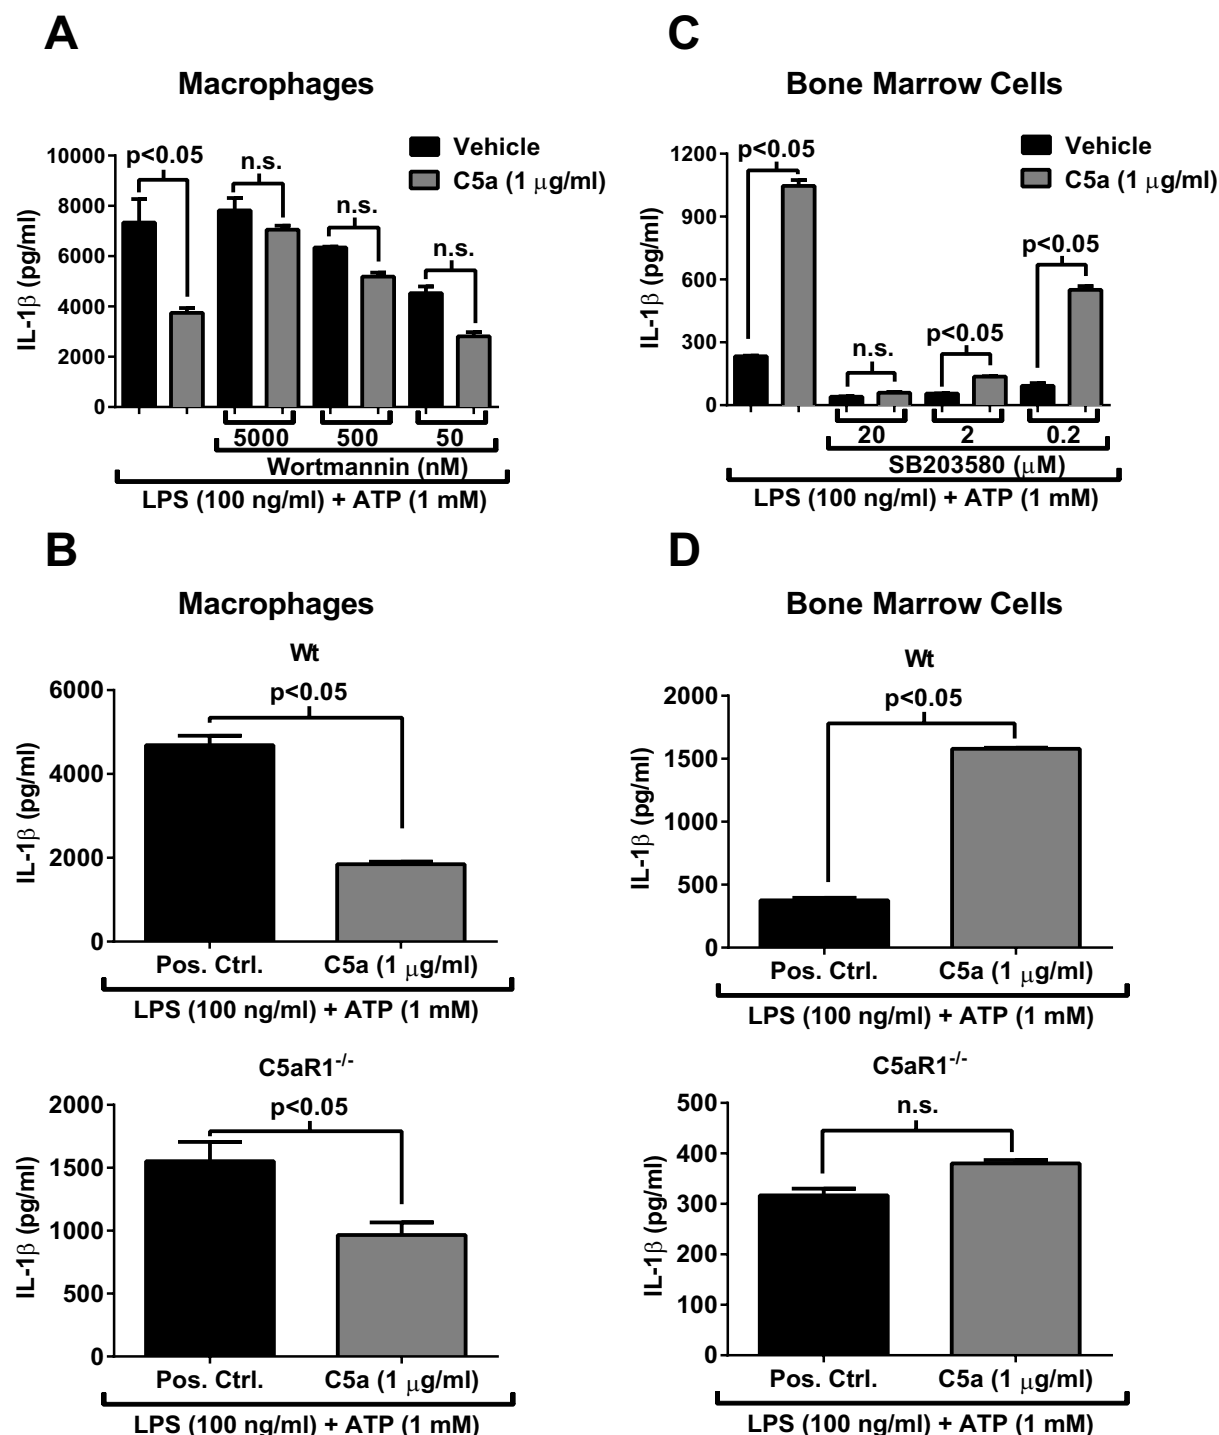 A
Macrophages
Vehicle
C5a (1 μg/ml)
p<0.05
n.s.
n.s.
n.s.
10000
8000
6000
4000
2000
0
IL-1β (pg/ml)
5000 500 50
Wortmannin (nM)
LPS (100 ng/ml) + ATP (1 mM)
C
Bone Marrow Cells
Vehicle
C5a (1 μg/ml)
p<0.05
n.s.
p<0.05
p<0.05
1200
900
600
300
0
IL-1β (pg/ml)
20 2 0.2
SB203580 (μM)
LPS (100 ng/ml) + ATP (1 mM)
B
Macrophages
Wt
p<0.05
6000
4000
2000
0
IL-1β (pg/ml)
Pos. Ctrl. C5a (1 μg/ml)
LPS (100 ng/ml) + ATP (1 mM)
C5aR1-/-
p<0.05
2000
1500
1000
500
0
IL-1β (pg/ml)
Pos. Ctrl. C5a (1 μg/ml)
LPS (100 ng/ml) + ATP (1 mM)
D
Bone Marrow Cells
Wt
p<0.05
2000
1500
1000
500
0
IL-1β (pg/ml)
Pos. Ctrl. C5a (1 μg/ml)
LPS (100 ng/ml) + ATP (1 mM)
C5aR1-/-
n.s.
500
400
300
200
100
0
IL-1β (pg/ml)
Pos. Ctrl. C5a (1 μg/ml)
LPS (100 ng/ml) + ATP (1 mM)